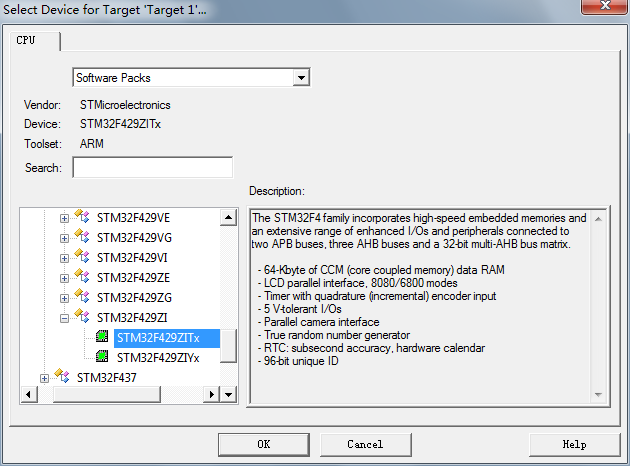 Select Device for Target 'Target 1'...
CPU
Software Packs
Vendor: STMicroelectronics
Device: STM32F429ZITx
Toolset: ARM
Search:
Description:
STM32F429VE
STM32F429VG
STM32F429VI
STM32F429ZE
STM32F429ZG
STM32F429ZI
STM32F429ZITx
STM32F429ZIYx
STM32F437
The STM32F4 family incorporates high-speed embedded memories and
an extensive range of enhanced I/Os and peripherals connected to
two APB buses, three AHB buses and a 32-bit multi-AHB bus matrix.
- 64-Kbyte of CCM (core coupled memory) data RAM
- LCD parallel interface, 8080/6800 modes
- Timer with quadrature (incremental) encoder input
- 5 V-tolerant I/Os
- Parallel camera interface
- True random number generator
- RTC: subsecond accuracy, hardware calendar
- 96-bit unique ID
OK
Cancel
Help